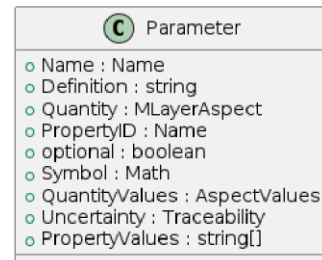 C Parameter
Name : Name
Definition : string
Quantity : MLayerAspect
PropertyID : Name
optional : boolean
Symbol : Math
QuantityValues : AspectValues
Uncertainty : Traceability
PropertyValues : string[]